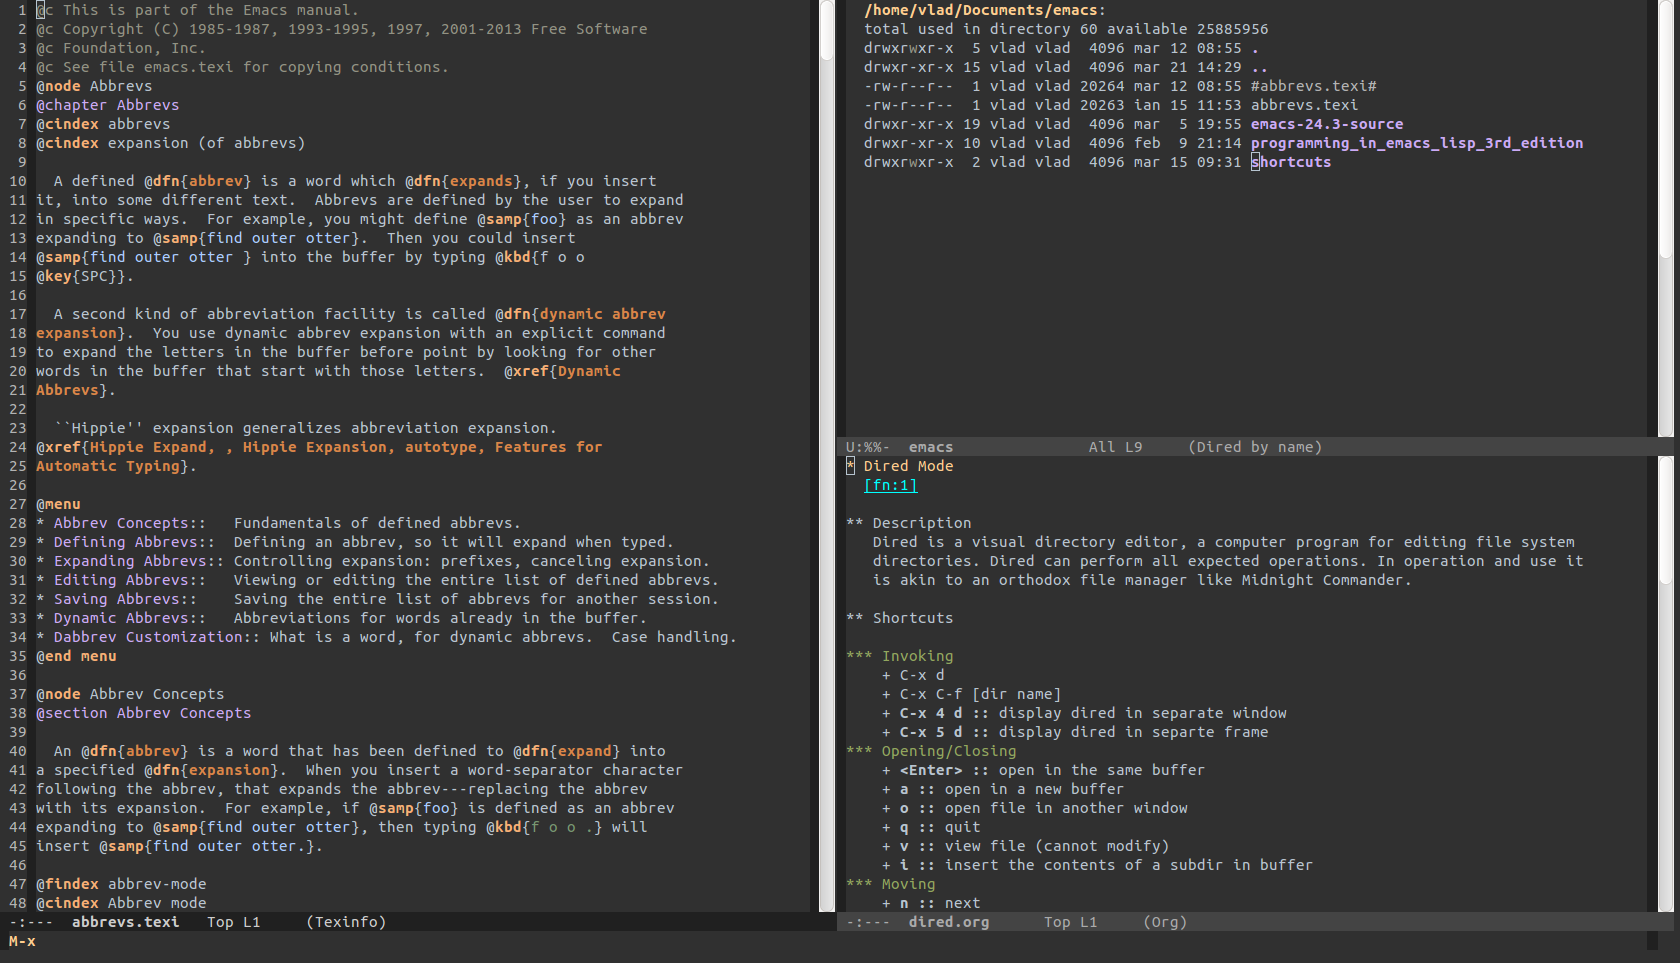 1 @c This is part of the Emacs manual.
2 @c Copyright (C) 1985-1987, 1993-1995, 1997, 2001-2013 Free Software
3 @c Foundation, Inc.
4 @c See file emacs.texi for copying conditions.
5 @node Abbrevs
6 @chapter Abbrevs
7 @cindex abbrevs
8 @cindex expansion (of abbrevs)
9
10   A defined @dfn{abbrev} is a word which @dfn{expands}, if you insert
11 it, into some different text.  Abbrevs are defined by the user to expand
12 in specific ways.  For example, you might define @samp{foo} as an abbrev
13 expanding to @samp{find outer otter}.  Then you could insert
14 @samp{find outer otter } into the buffer by typing @kbd{f o o
15 @key{SPC}}.
16
17   A second kind of abbreviation facility is called @dfn{dynamic abbrev
18 expansion}.  You use dynamic abbrev expansion with an explicit command
19 to expand the letters in the buffer before point by looking for other
20 words in the buffer that start with those letters.  @xref{Dynamic
21 Abbrevs}.
22
23   ``Hippie'' expansion generalizes abbreviation expansion.
24 @xref{Hippie Expand, , Hippie Expansion, autotype, Features for
25 Automatic Typing}.
26
27 @menu
28 * Abbrev Concepts::   Fundamentals of defined abbrevs.
29 * Defining Abbrevs::  Defining an abbrev, so it will expand when typed.
30 * Expanding Abbrevs:: Controlling expansion: prefixes, canceling expansion.
31 * Editing Abbrevs::   Viewing or editing the entire list of defined abbrevs.
32 * Saving Abbrevs::    Saving the entire list of abbrevs for another session.
33 * Dynamic Abbrevs::   Abbreviations for words already in the buffer.
34 * Dabbrev Customization:: What is a word, for dynamic abbrevs.  Case handling.
35 @end menu
36
37 @node Abbrev Concepts
38 @section Abbrev Concepts
39
40   An @dfn{abbrev} is a word that has been defined to @dfn{expand} into
41 a specified @dfn{expansion}.  When you insert a word-separator character
42 following the abbrev, that expands the abbrev---replacing the abbrev
43 with its expansion.  For example, if @samp{foo} is defined as an abbrev
44 expanding to @samp{find outer otter}, then typing @kbd{f o o .} will
45 insert @samp{find outer otter.}.
46
47 @findex abbrev-mode
48 @cindex Abbrev mode
-:---  abbrevs.texi   Top L1     (Texinfo)
M-x
/home/vlad/Documents/emacs:
total used in directory 60 available 25885956
drwxrwxr-x  5 vlad vlad  4096 mar 12 08:55 .
drwxr-xr-x 15 vlad vlad  4096 mar 21 14:29 ..
-rw-r--r--  1 vlad vlad 20264 mar 12 08:55 #abbrevs.texi#
-rw-r--r--  1 vlad vlad 20263 ian 15 11:53 abbrevs.texi
drwxr-xr-x 19 vlad vlad  4096 mar  5 19:55 emacs-24.3-source
drwxr-xr-x 10 vlad vlad  4096 feb  9 21:14 programming_in_emacs_lisp_3rd_edition
drwxrwxr-x  2 vlad vlad  4096 mar 15 09:31 shortcuts
U:%%-  emacs               All L9     (Dired by name)
* Dired Mode
[fn:1]

** Description
Dired is a visual directory editor, a computer program for editing file system
directories. Dired can perform all expected operations. In operation and use it
is akin to an orthodox file manager like Midnight Commander.

** Shortcuts

*** Invoking
+ C-x d
+ C-x C-f [dir name]
+ C-x 4 d :: display dired in separate window
+ C-x 5 d :: display dired in separte frame
*** Opening/Closing
+ <Enter> :: open in the same buffer
+ a :: open in a new buffer
+ o :: open file in another window
+ q :: quit
+ v :: view file (cannot modify)
+ i :: insert the contents of a subdir in buffer
*** Moving
+ n :: next
-:---  dired.org      Top L1     (Org)